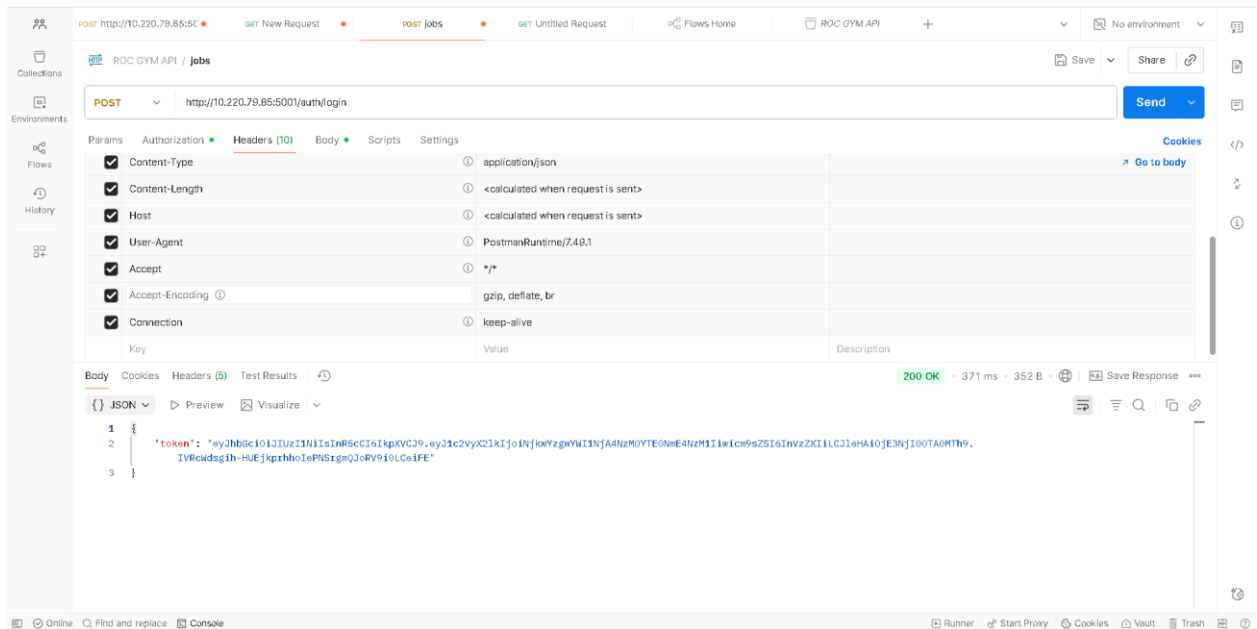 POST http://10.220.79.85:50
GET New Request
POST jobs
GET Untitled Request
Flows Home
ROC GYM API
No environment
HTTP ROC GYM API / jobs
Save
Share
Collections
Environments
Flows
History
POST http://10.220.79.85:5001/auth/login
Send
Params Authorization Headers (10) Body Scripts Settings
Cookies
Content-Type application/json
Go to body
Content-Length <calculated when request is sent>
Host <calculated when request is sent>
User-Agent PostmanRuntime/7.49.1
Accept */*
Accept-Encoding gzip, deflate, br
Connection keep-alive
Key Value Description
Body Cookies Headers (5) Test Results
200 OK 371 ms 352 B Save Response
{} JSON Preview Visualize
1 {
2 "token":
3 }
Online Find and replace Console
Runner Start Proxy Cookies Vault Trash